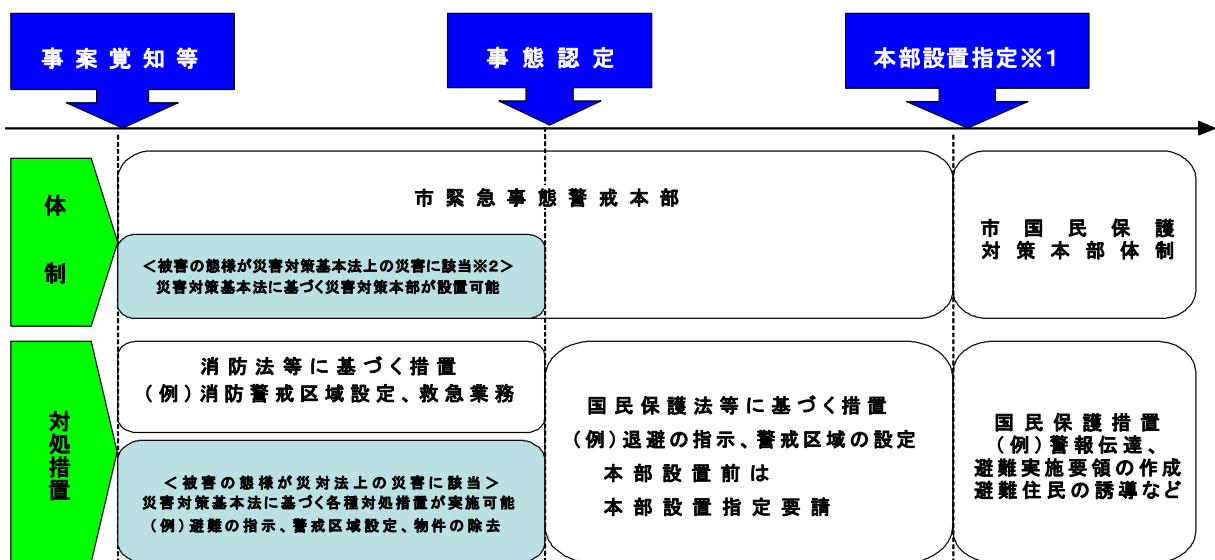 事案覚知等
事態認定
本部設置指定※1
体制
市緊急事態警戒本部
<被害の態様が災害対策基本法上の災害に該当※2>
災害対策基本法に基づく災害対策本部が設置可能
市国民保護
対策本部体制
対処措置
消防法等に基づく措置
(例)消防警戒区域設定、救急業務
<被害の態様が災対法上の災害に該当>
災害対策基本法に基づく各種対処措置が実施可能
(例)避難の指示、警戒区域設定、物件の除去
国民保護法等に基づく措置
(例)退避の指示、警戒区域の設定
本部設置前は
本部設置指定要請
国民保護措置
(例)警報伝達、
避難実施要領の作成
避難住民の誘導など